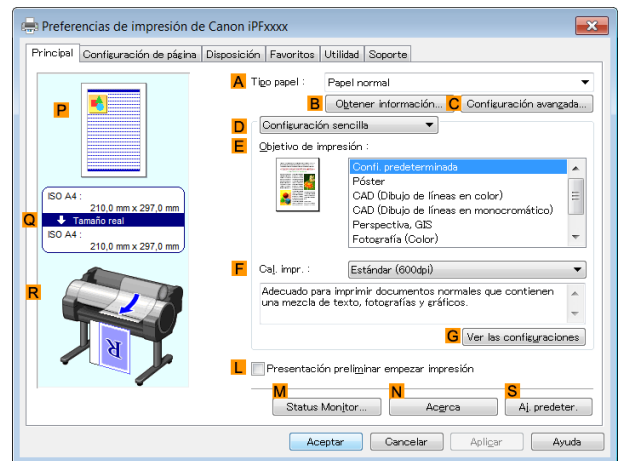 Preferencias de impresión de Canon iPFxxxx
Principal Configuración de página Disposición Favoritos Utilidad Soporte
A Tipo papel : Papel normal
B Obtener información... C Configuración avanzada...
D Configuración sencilla
E Objetivo de impresión :
Confi. predeterminada
Póster
CAD (Dibujo de líneas en color)
CAD (Dibujo de líneas en monocromático)
Perspectiva, GIS
Fotografía (Color)
P
ISO A4 :
210,0 mm x 297,0 mm
Q Tamaño real
ISO A4 :
210,0 mm x 297,0 mm
R
F Cal. impr. : Estándar (600dpi)
Adecuado para imprimir documentos normales que contienen
una mezcla de texto, fotografías y gráficos.
G Ver las configuraciones
L Presentación preliminar empezar impresión
M Status Monitor... N Acerca S Aj. predeter.
Aceptar Cancelar Aplicar Ayuda